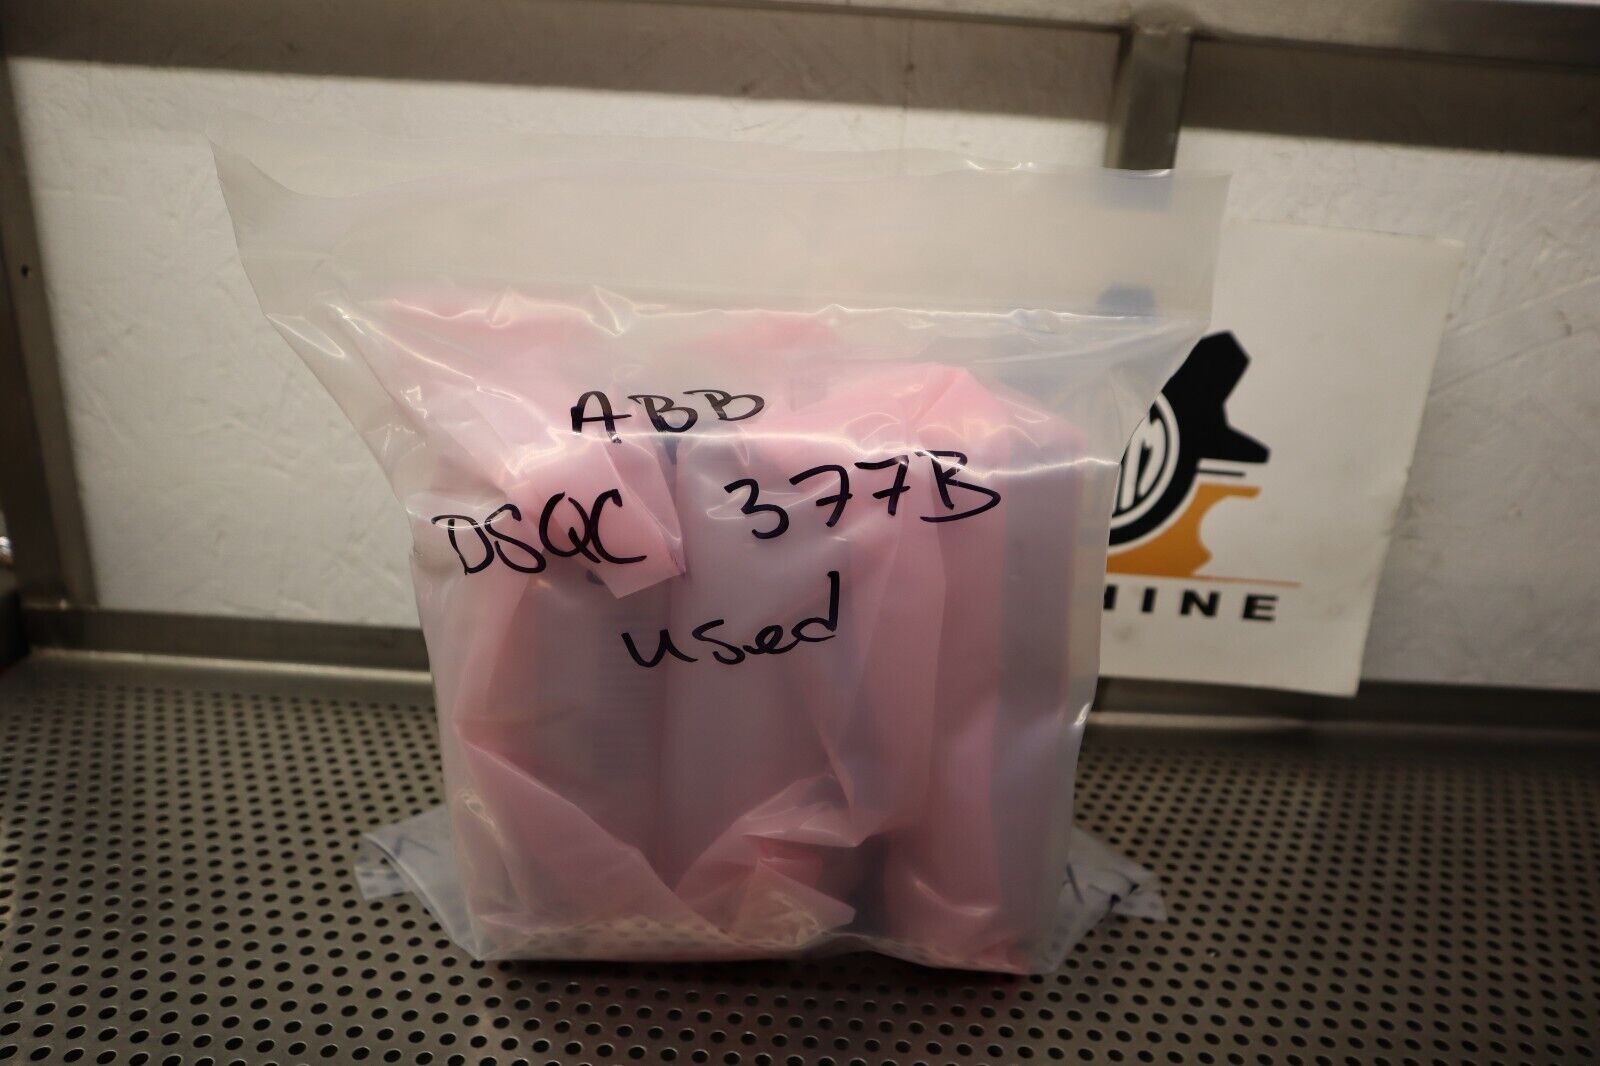 ABB
DSQC 377B
used
HINE